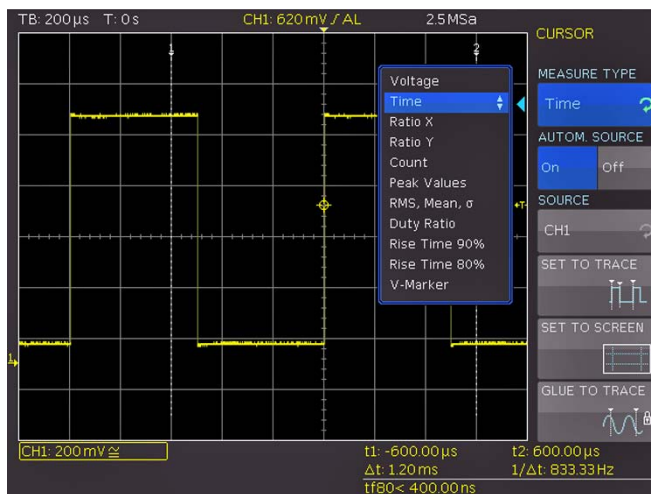 TB: 200µs T: 0s CH1: 620mV / AL 2.5MSa
CURSOR
1 2
MEASURE TYPE
Time
AUTOM. SOURCE
On Off
SOURCE
CH1
SET TO TRACE
SET TO SCREEN
GLUE TO TRACE
Voltage
Time
Ratio X
Ratio Y
Count
Peak Values
RMS, Mean, σ
Duty Ratio
Rise Time 90%
Rise Time 80%
V-Marker
T
1
CH1: 200mV ≅
t1: -600.00µs t2: 600.00µs
Δt: 1.20ms 1/Δt: 833.33Hz
tf80< 400.00ns